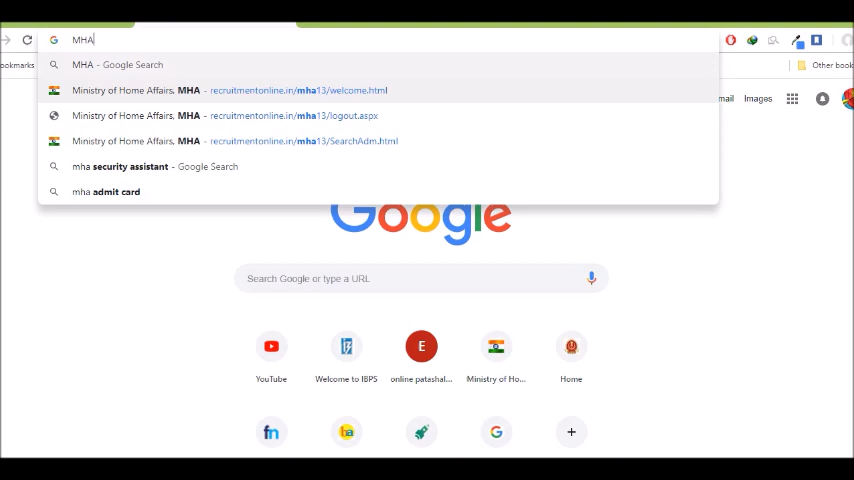 MHA
MHA - Google Search
ookmarks
Other book
Ministry of Home Affairs, MHA - recruitmentonline.in/mha13/welcome.html
mail Images
Ministry of Home Affairs, MHA - recruitmentonline.in/mha13/logout.aspx
Ministry of Home Affairs, MHA - recruitmentonline.in/mha13/SearchAdm.html
mha security assistant - Google Search
mha admit card
Google
Search Google or type a URL
E
YouTube
Welcome to IBPS
online patashal...
Ministry of Ho...
Home
fn
ba
G